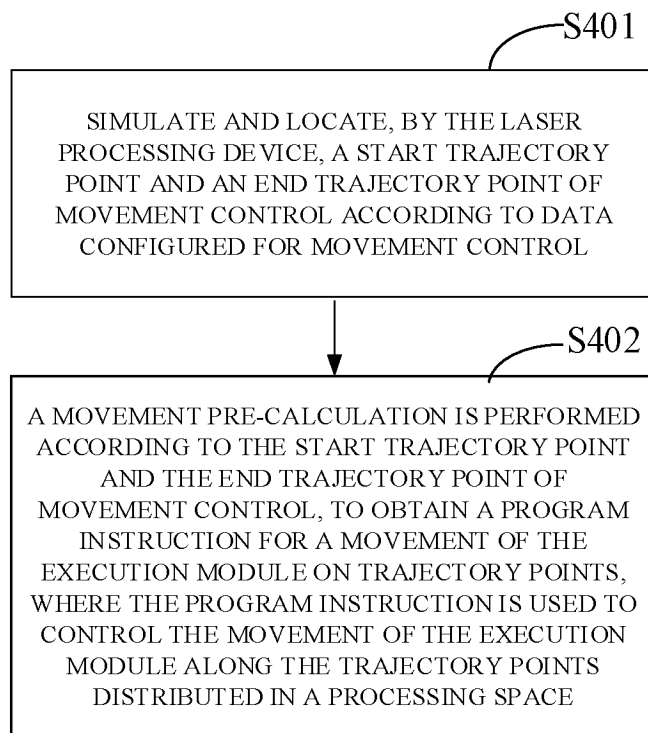 S401
SIMULATE AND LOCATE, BY THE LASER
PROCESSING DEVICE, A START TRAJECTORY
POINT AND AN END TRAJECTORY POINT OF
MOVEMENT CONTROL ACCORDING TO DATA
CONFIGURED FOR MOVEMENT CONTROL
S402
A MOVEMENT PRE-CALCULATION IS PERFORMED
ACCORDING TO THE START TRAJECTORY POINT
AND THE END TRAJECTORY POINT OF
MOVEMENT CONTROL, TO OBTAIN A PROGRAM
INSTRUCTION FOR A MOVEMENT OF THE
EXECUTION MODULE ON TRAJECTORY POINTS,
WHERE THE PROGRAM INSTRUCTION IS USED TO
CONTROL THE MOVEMENT OF THE EXECUTION
MODULE ALONG THE TRAJECTORY POINTS
DISTRIBUTED IN A PROCESSING SPACE